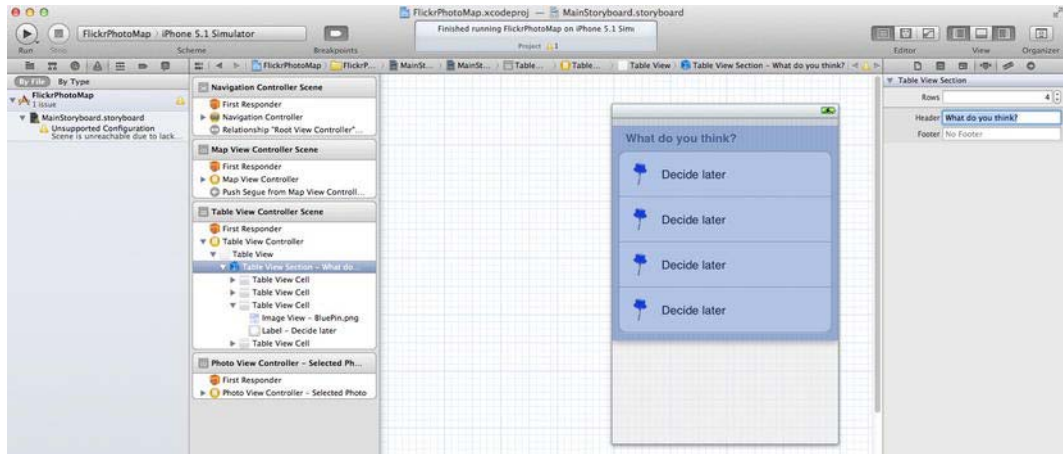 FlickrPhotoMap.xcodeproj — MainStoryboard.storyboard
FlickrPhotoMap iPhone 5.1 Simulator
Finished running FlickrPhotoMap on iPhone 5.1 Simu
Project 1
Run Stop Scheme Breakpoints
Editor View Organizer
By File By Type
FlickrPhotoMap
1 issue
MainStoryboard.storyboard
Unsupported Configuration
Scene is unreachable due to lack...
FlickrPhotoMap FlickrP... MainSt... MainSt... Table... Table... Table View Table View Section – What do you think?
Navigation Controller Scene
First Responder
Navigation Controller
Relationship "Root View Controller"...
Map View Controller Scene
First Responder
Map View Controller
Push Segue from Map View Controll...
Table View Controller Scene
First Responder
Table View Controller
Table View
Table View Section – What do...
Table View Cell
Table View Cell
Table View Cell
Image View – BluePin.png
Label – Decide later
Table View Cell
Photo View Controller – Selected Ph...
First Responder
Photo View Controller – Selected Photo
What do you think?
Decide later
Decide later
Decide later
Decide later
Table View Section
Rows 4
Header What do you think?
Footer No Footer